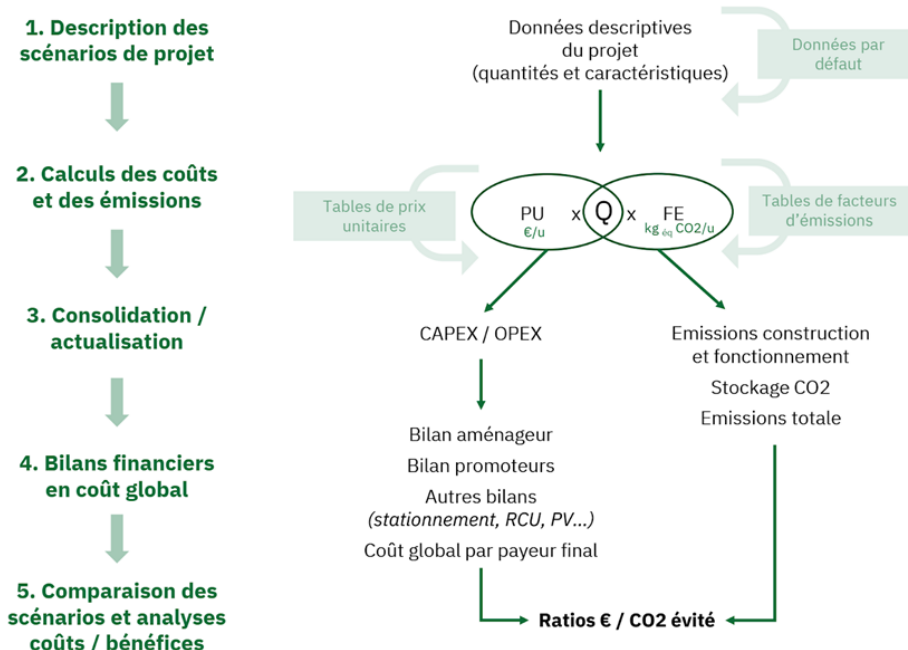 1. Description des
scénarios de projet
Données descriptives
du projet
(quantités et caractéristiques)
Données par
défaut
2. Calculs des coûts
et des émissions
Tables de prix
unitaires
PU x Q x FE
€/u
kg éq CO2/u
Tables de facteurs
d'émissions
3. Consolidation /
actualisation
CAPEX / OPEX
Emissions construction
et fonctionnement
Stockage CO2
Emissions totale
4. Bilans financiers
en coût global
Bilan aménageur
Bilan promoteurs
Autres bilans
(stationnement, RCU, PV...)
Coût global par payeur final
5. Comparaison des
scénarios et analyses
coûts / bénéfices
Ratios € / CO2 évité